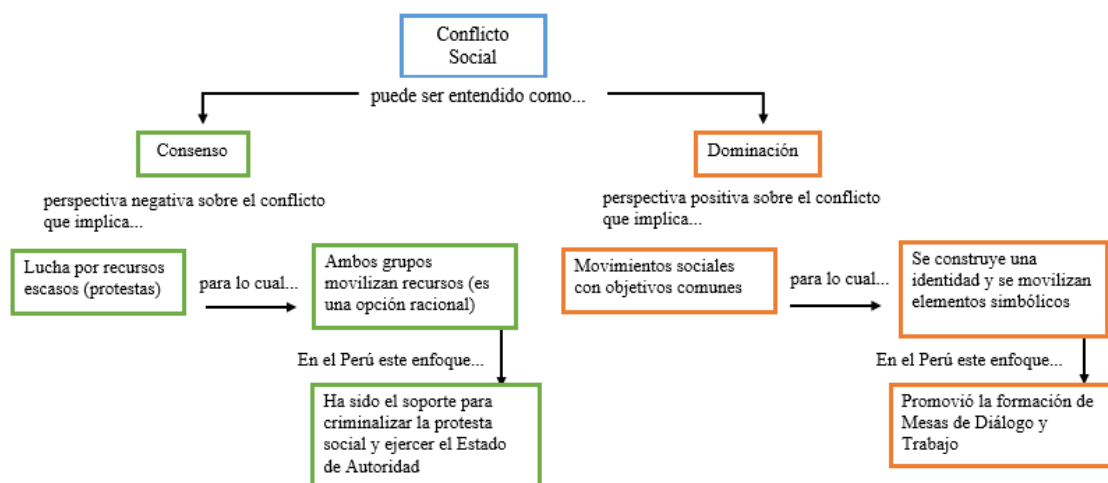 Conflicto
Social
puede ser entendido como...
Consenso
perspectiva negativa sobre el conflicto
que implica...
Lucha por recursos
escasos (protestas)
para lo cual...
Ambos grupos
movilizan recursos (es
una opción racional)
En el Perú este enfoque...
Ha sido el soporte para
criminalizar la protesta
social y ejercer el Estado
de Autoridad
Dominación
perspectiva positiva sobre el conflicto
que implica...
Movimientos sociales
con objetivos comunes
para lo cual...
Se construye una
identidad y se movilizan
elementos simbólicos
En el Perú este enfoque...
Promovió la formación de
Mesas de Diálogo y
Trabajo